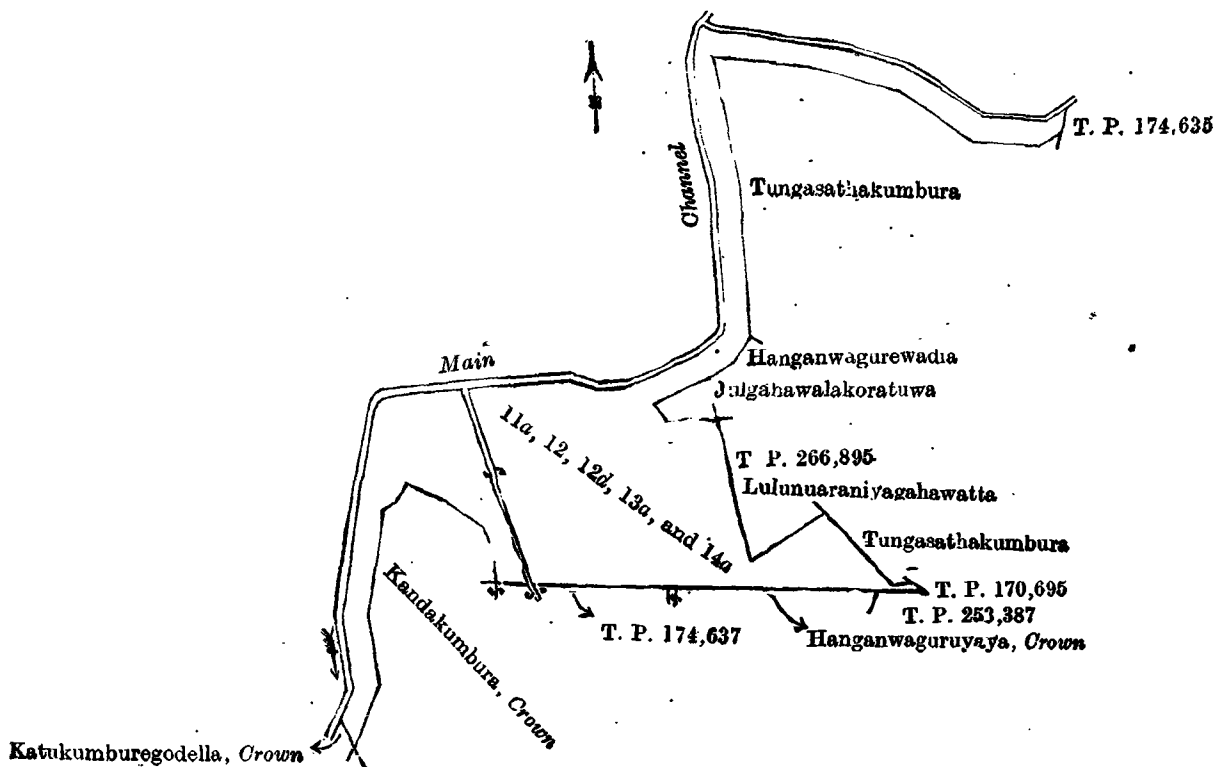 T. P. 174,635
Channel
Tungasathakumbura
Main
Hanganwagurewadia
11a, 12, 12d, 13a, and 14a
T P. 266,895
Lulunuaraniyagahawatta
Tungasathakumbura
T. P. 170,695
T. P. 253,387
T. P. 174,637
Hanganwaguruyaya, Crown
Kandakumbura, Crown
Katukumburegodella, Crown